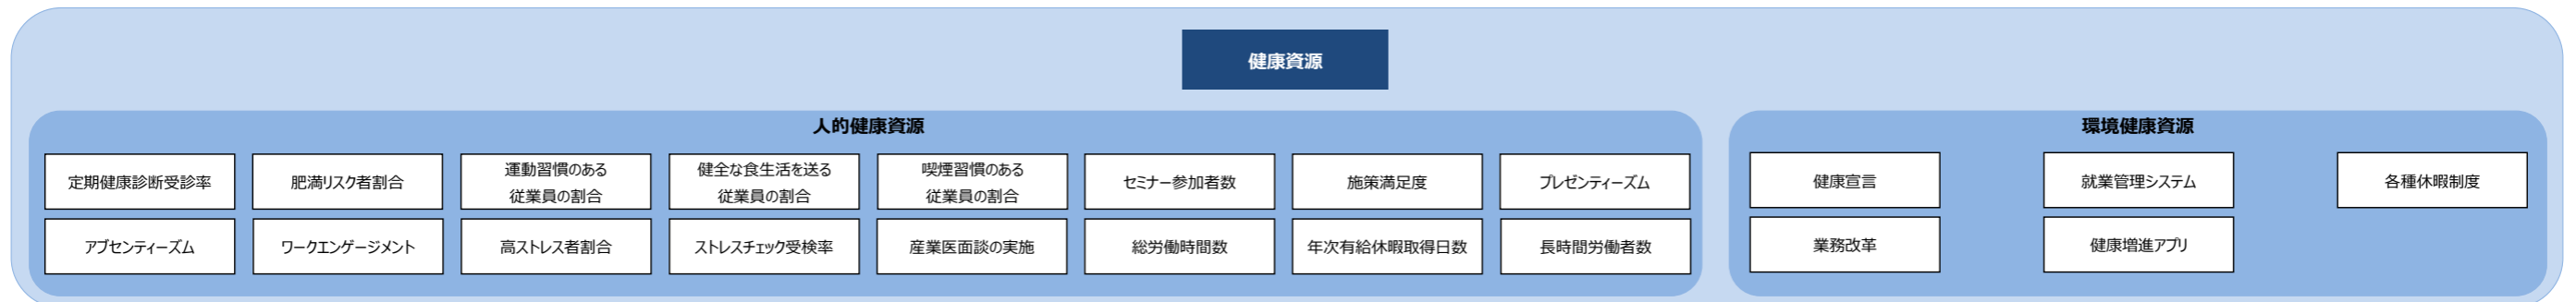 健康資源
人的健康資源
定期健康診断受診率
肥満リスク者割合
運動習慣のある
従業員の割合
健全な食生活を送る
従業員の割合
喫煙習慣のある
従業員の割合
セミナー参加者数
施策満足度
プレゼンティーズム
アブセンティーズム
ワークエンゲージメント
高ストレス者割合
ストレスチェック受検率
産業医面談の実施
総労働時間数
年次有給休暇取得日数
長時間労働者数
環境健康資源
健康宣言
就業管理システム
各種休暇制度
業務改革
健康増進アプリ